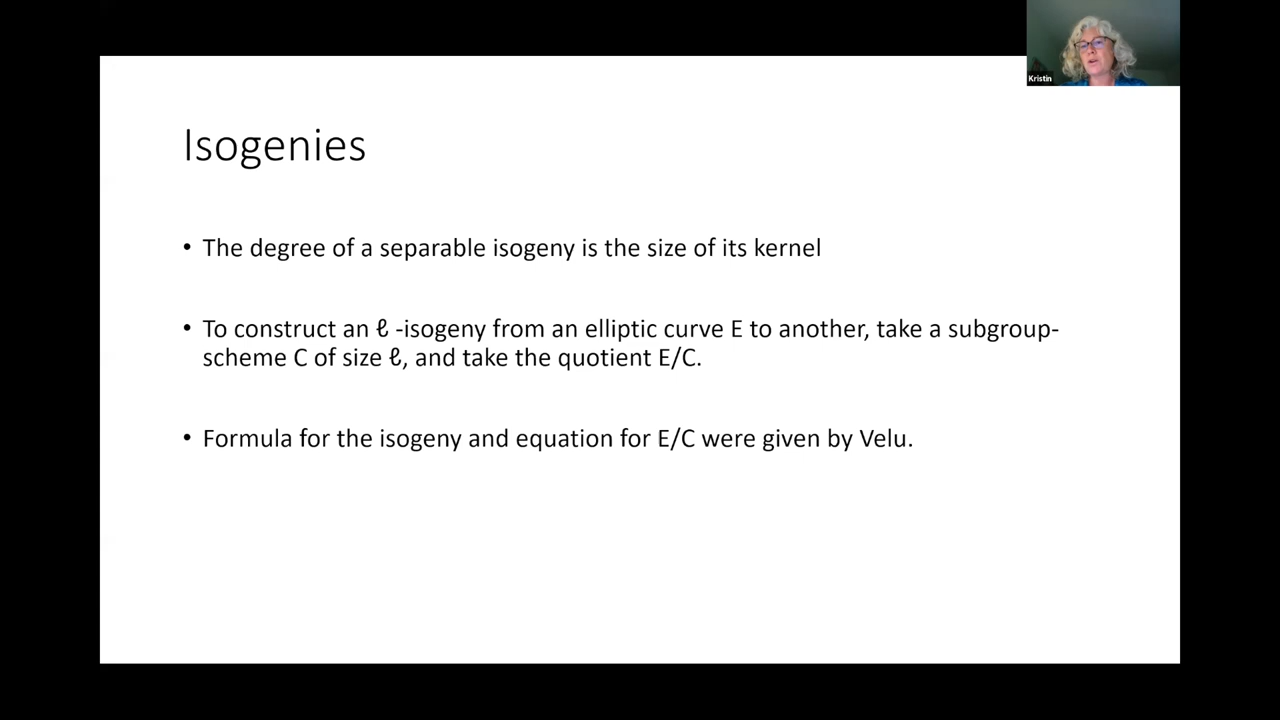 Kristin
Isogenies
• The degree of a separable isogeny is the size of its kernel
• To construct an ℓ -isogeny from an elliptic curve E to another, take a subgroup-
scheme C of size ℓ, and take the quotient E/C.
• Formula for the isogeny and equation for E/C were given by Velu.